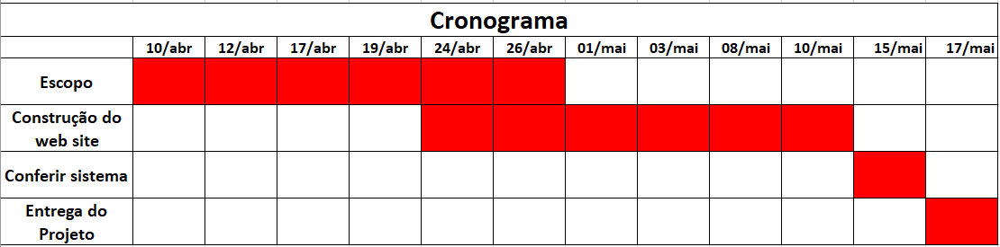 Cronograma
10/abr 12/abr 17/abr 19/abr 24/abr 26/abr 01/mai 03/mai 08/mai 10/mai 15/mai 17/mai
Escopo
Construção do
web site
Conferir sistema
Entrega do
Projeto